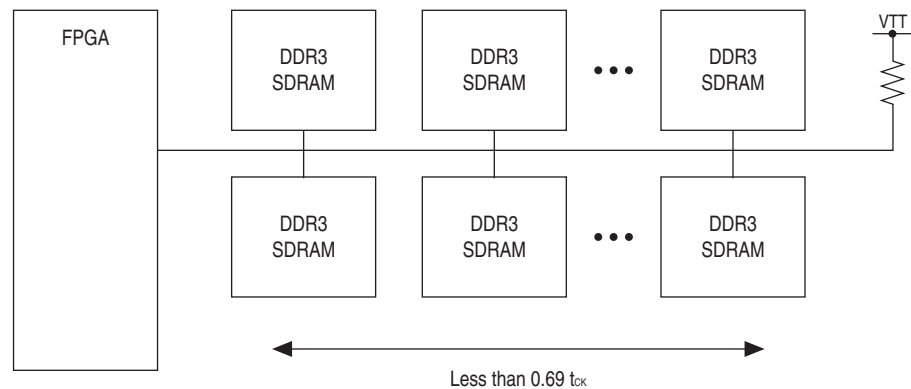 FPGA
DDR3
SDRAM
DDR3
SDRAM
DDR3
SDRAM
VTT
DDR3
SDRAM
DDR3
SDRAM
DDR3
SDRAM
Less than 0.69 tCK